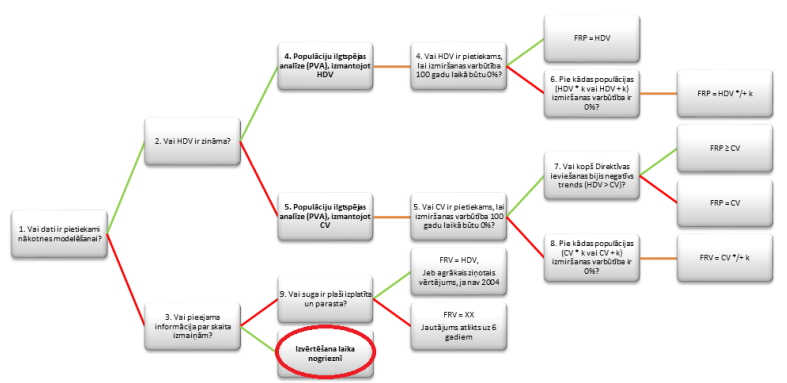 1. Vai dati ir pietiekami
nākotnes modelēšanai?
2. Vai HDV ir zināma?
3. Vai pieejama
informācija par skaita
izmaiņām?
4. Populāciju ilgtspējas
analīze (PVA), izmantojot
HDV
5. Populāciju ilgtspējas
analīze (PVA), izmantojot
CV
9. Vai suga ir plaši izplatīta
un parasta?
Izvērtēšana laika
nogrieznī
4. Vai HDV ir pietiekams,
lai izmiršanas varbūtība
100 gadu laikā būtu 0%?
5. Vai CV ir pietiekams, lai
izmiršanas varbūtība 100
gadu laikā būtu 0%?
FRV = HDV,
Jeb agrākais ziņotais
vērtējums, ja nav 2004
FRV = XX
Jautājums atlikts uz 6
gadiem
FRP = HDV
6. Pie kādas populācijas
(HDV * k vai HDV + k)
izmiršanas varbūtība ir
0%?
7. Vai kopš Direktīvas
ieviešanas bijis negatīvs
trends (HDV > CV)?
8. Pie kādas populācijas
(CV * k vai CV + k)
izmiršanas varbūtība ir
0%?
FRP = HDV */+ k
FRP ≥ CV
FRP = CV
FRV = CV */+ k